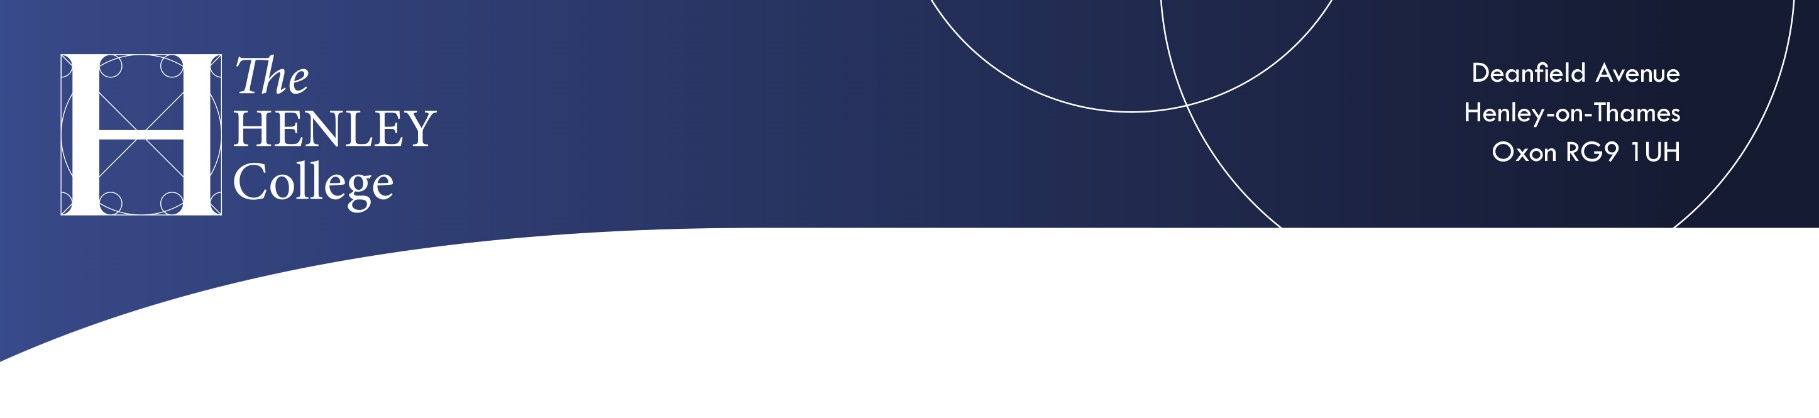 The
HENLEY
College
Deanfield Avenue
Henley-on-Thames
Oxon RG9 1UH